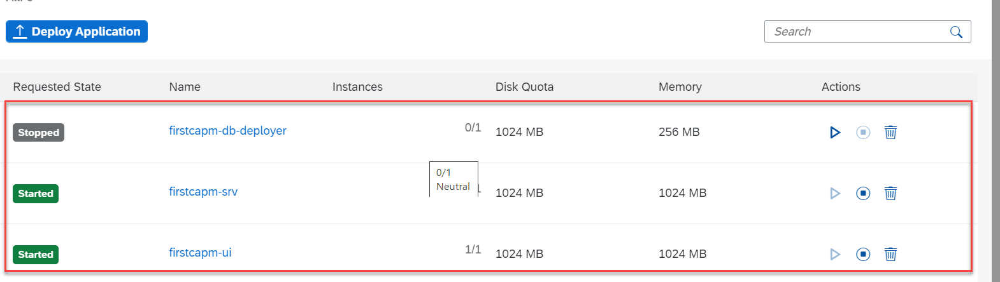 Deploy Application
Search
Requested State Name Instances Disk Quota Memory Actions
Stopped firstcapm-db-deployer 0/1 1024 MB 256 MB
0/1
Neutral
Started firstcapm-srv 1024 MB 1024 MB
Started firstcapm-ui 1/1 1024 MB 1024 MB